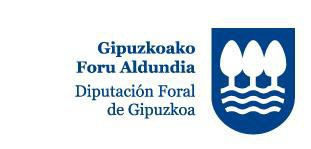 Gipuzkoako
Foru Aldundia
Diputación Foral
de Gipuzkoa